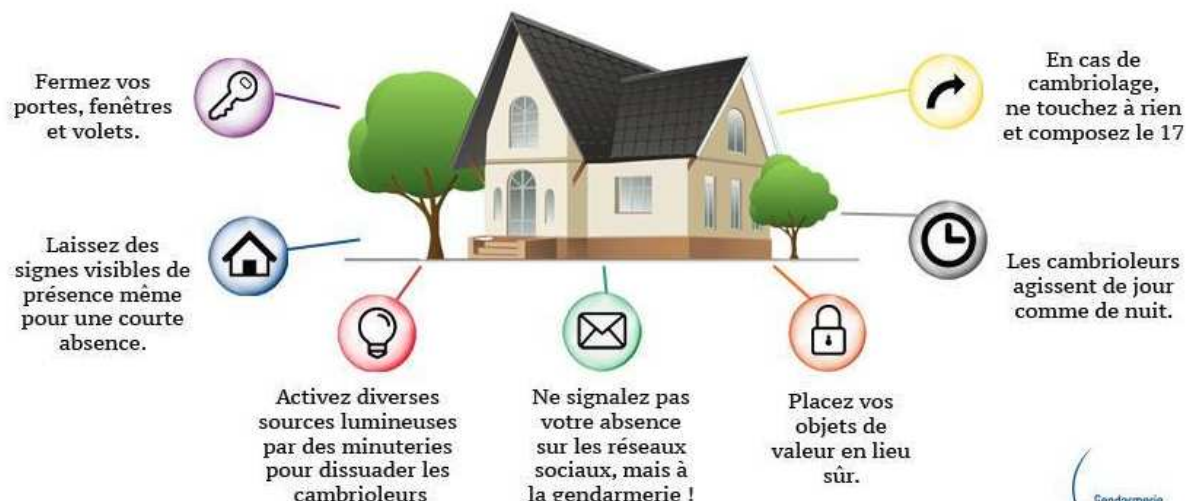 Fermez vos
portes, fenêtres
et volets.
En cas de
cambriolage,
ne touchez à rien
et composez le 17
Laissez des
signes visibles de
présence même
pour une courte
absence.
Les cambrioleurs
agissent de jour
comme de nuit.
Activez diverses
sources lumineuses
par des minuteries
pour dissuader les
cambrioleurs
Ne signalez pas
votre absence
sur les réseaux
sociaux, mais à
la gendarmerie !
Placez vos
objets de
valeur en lieu
sûr.
Gendarmerie